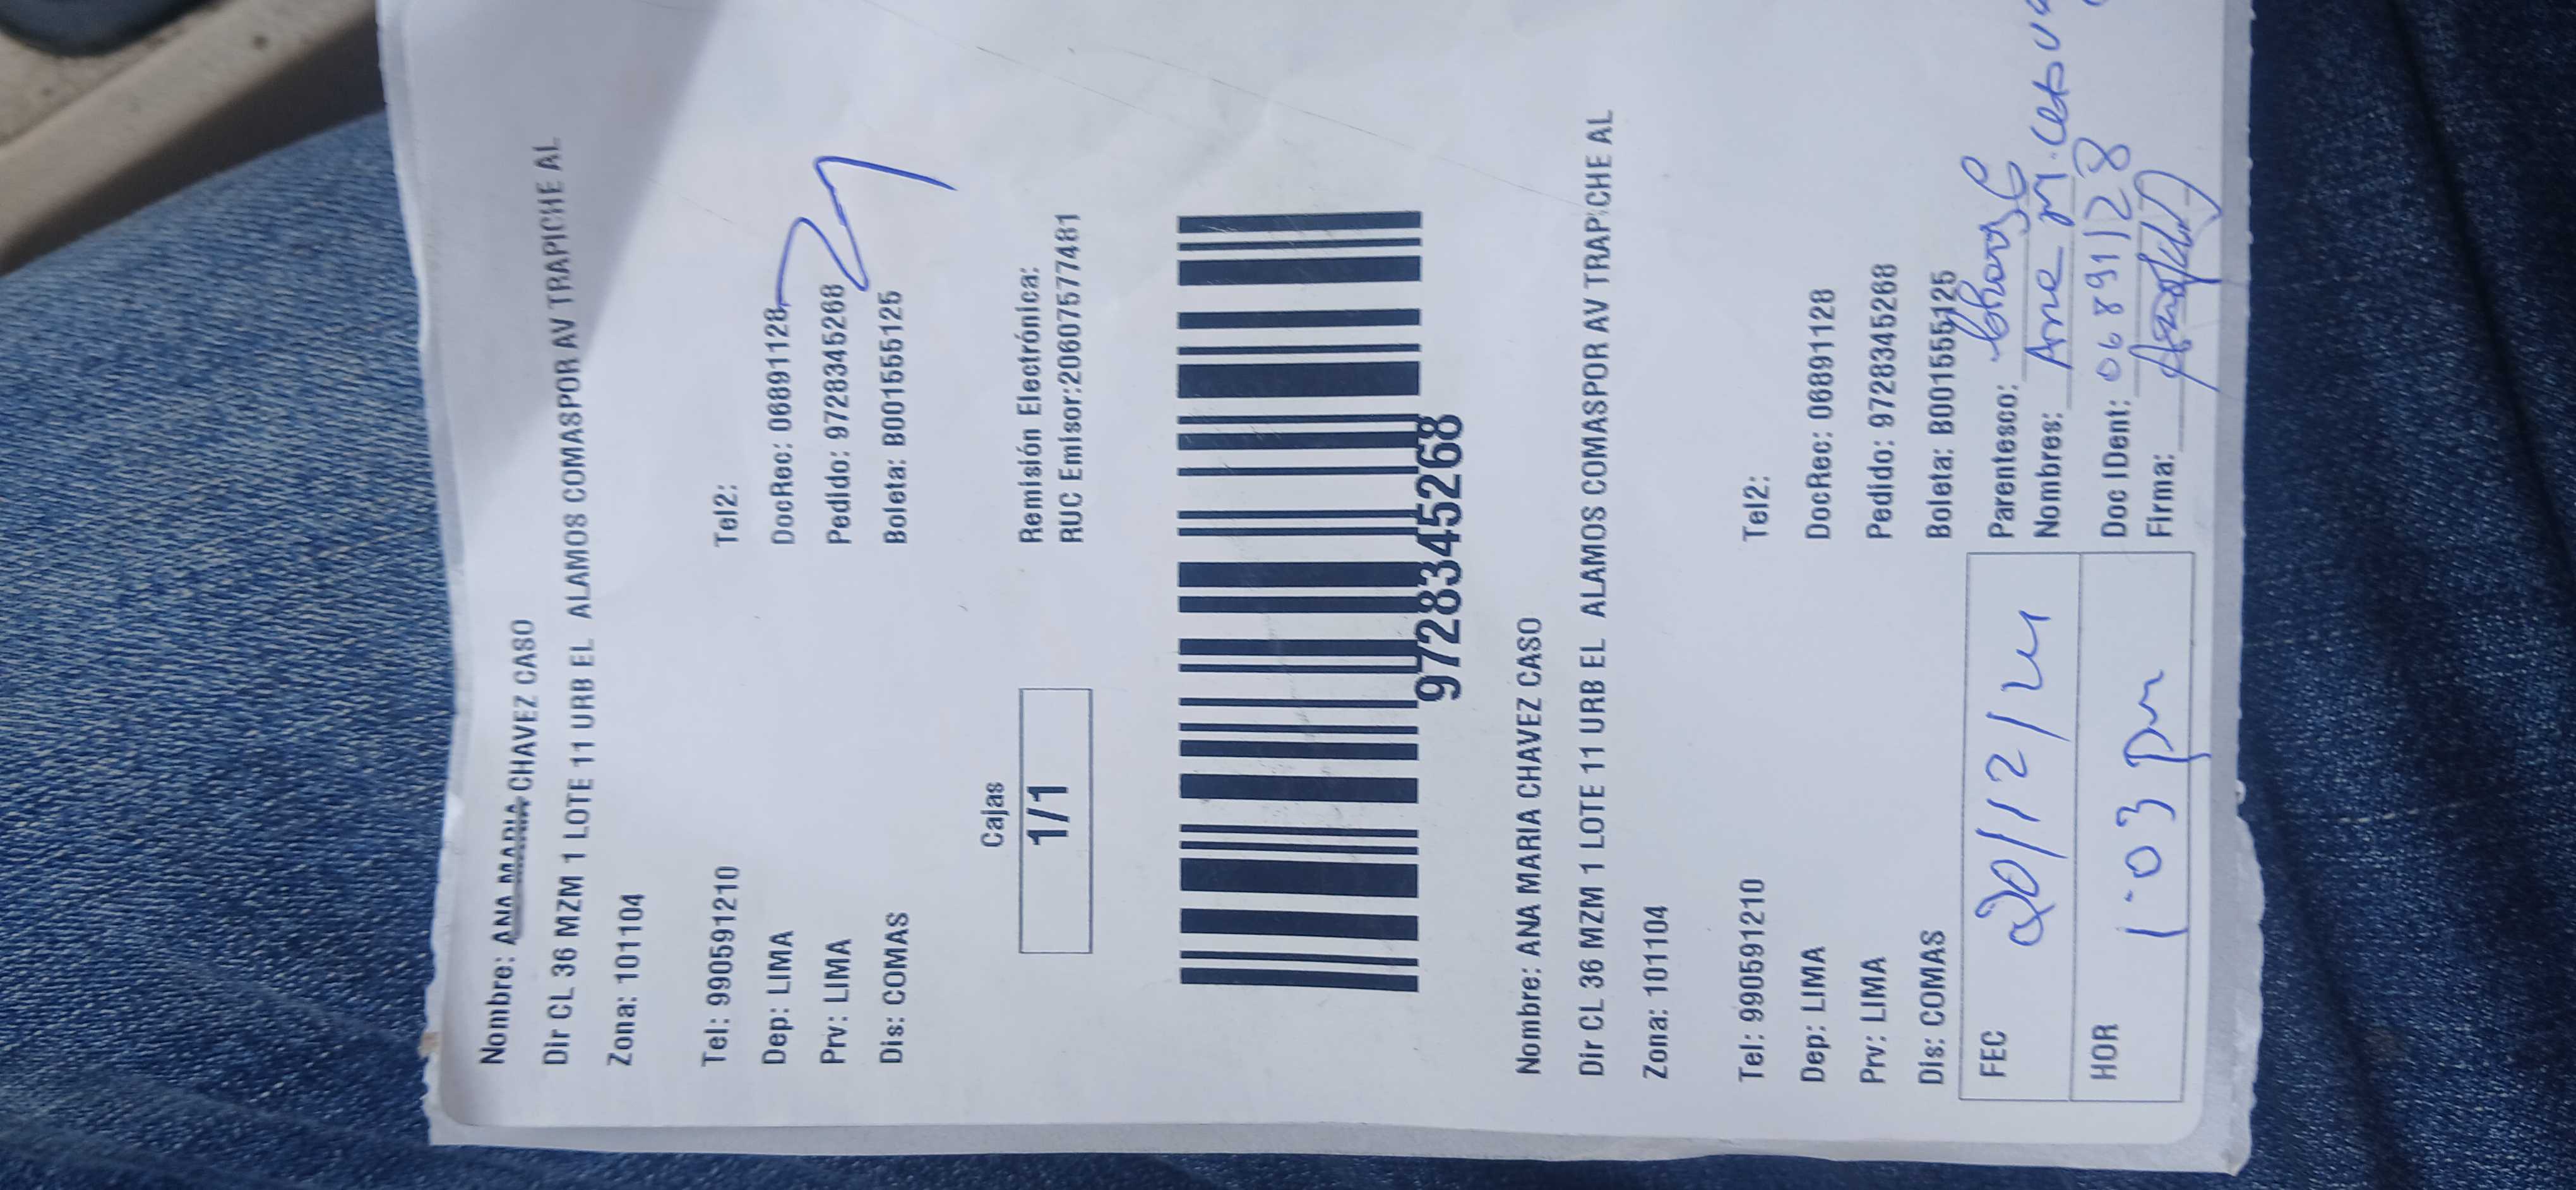 Nombre: ANA MARIA CHAVEZ CASO
Dir CL 36 MZM 1 LOTE 11 URB EL ALAMOS COMASPOR AV TRAPICHE AL
Zona: 101104
Tel: 990591210 Tel2:
Dep: LIMA DocRec: 06891128
Prv: LIMA Pedido: 9728345268
Dis: COMAS Boleta: B001555125
Cajas
1/1
Remisión Electrónica:
RUC Emisor:20607577481
9728345268
Nombre: ANA MARIA CHAVEZ CASO
Dir CL 36 MZM 1 LOTE 11 URB EL ALAMOS COMASPOR AV TRAPICHE AL
Zona: 101104
Tel: 990591210 Tel2:
Dep: LIMA DocRec: 06891128
Prv: LIMA Pedido: 9728345268
Dis: COMAS Boleta: B001555125
FEC 20/12/24
Parentesco:
Nombres: Ana M.
HOR 1:03 pm
Doc IDent: 06891128
Firma: